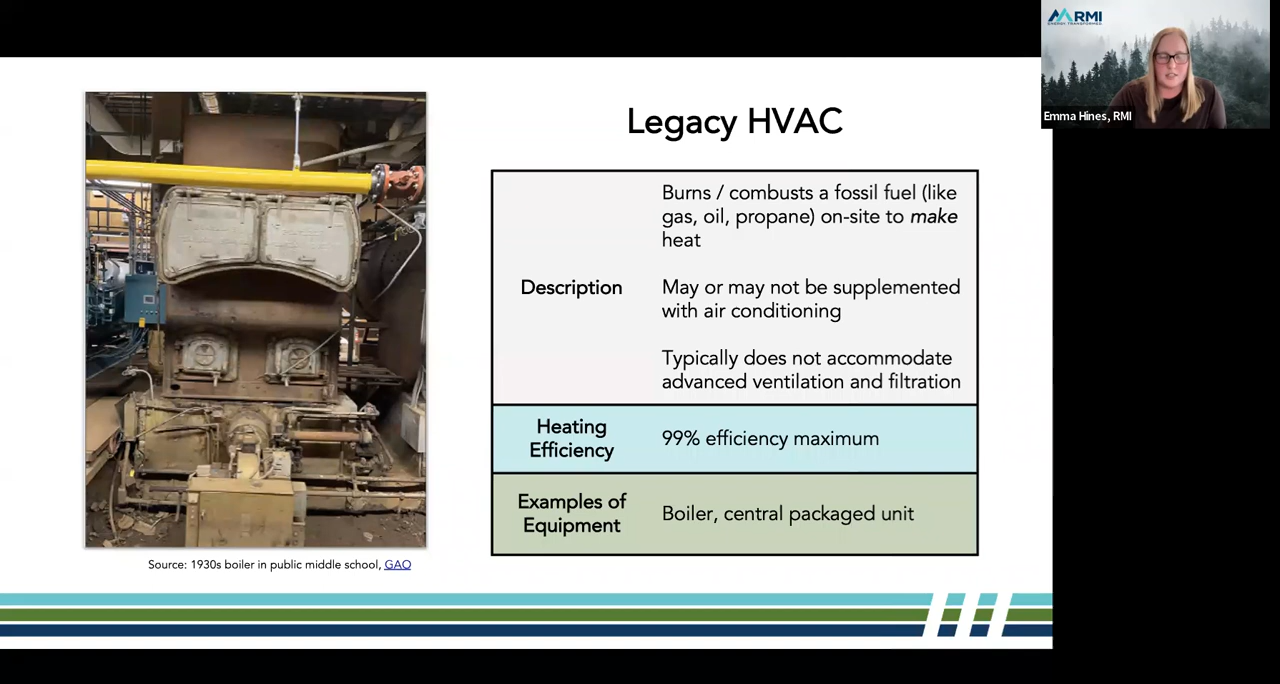 RMI
ENERGY. TRANSFORMED.
Emma Hines, RMI
Legacy HVAC
Description
Burns / combusts a fossil fuel (like
gas, oil, propane) on-site to make
heat
May or may not be supplemented
with air conditioning
Typically does not accommodate
advanced ventilation and filtration
Heating
Efficiency
99% efficiency maximum
Examples of
Equipment
Boiler, central packaged unit
Source: 1930s boiler in public middle school, GAO